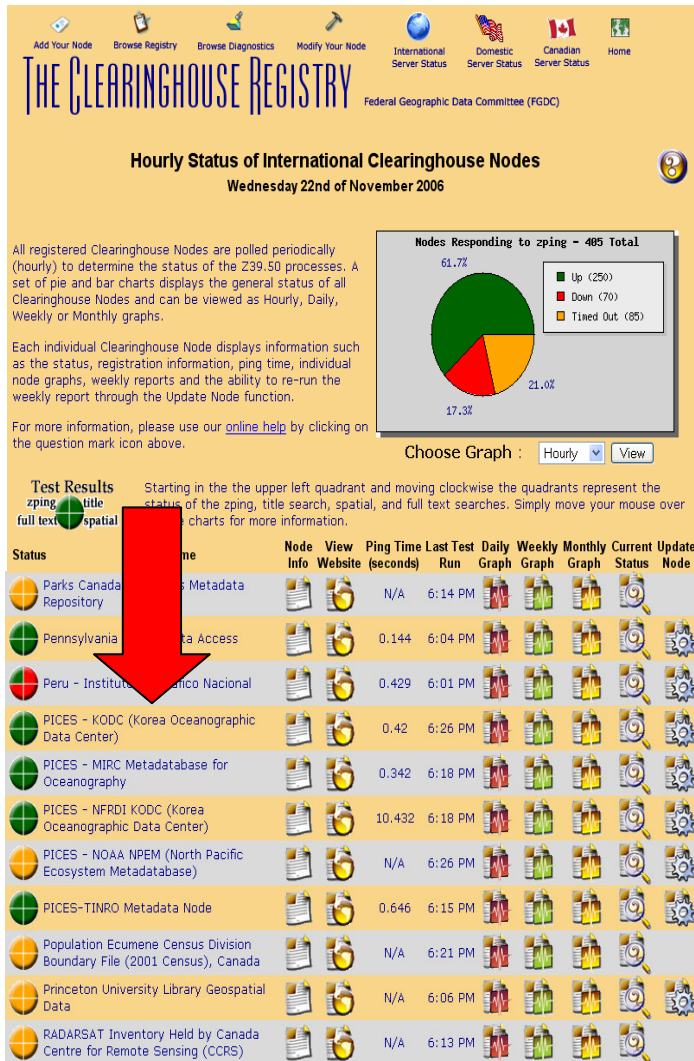 Add Your Node Browse Registry Browse Diagnostics Modify Your Node International Server Status Domestic Server Status Canadian Server Status Home
THE CLEARINGHOUSE REGISTRY Federal Geographic Data Committee (FGDC)
Hourly Status of International Clearinghouse Nodes
Wednesday 22nd of November 2006
All registered Clearinghouse Nodes are polled periodically
(hourly) to determine the status of the Z39.50 processes. A
set of pie and bar charts displays the general status of all
Clearinghouse Nodes and can be viewed as Hourly, Daily,
Weekly or Monthly graphs.
Each individual Clearinghouse Node displays information such
as the status, registration information, ping time, individual
node graphs, weekly reports and the ability to re-run the
weekly report through the Update Node function.
For more information, please use our online help by clicking on
the question mark icon above.
Nodes Responding to zping - 405 Total
61.7%
Up (250)
Down (70)
Timed Out (85)
21.0%
17.3%
Choose Graph : Hourly View
Test Results
zping title
full text spatial
Starting in the the upper left quadrant and moving clockwise the quadrants represent the
status of the zping, title search, spatial, and full text searches. Simply move your mouse over
charts for more information.
Status Node Info View Website Ping Time (seconds) Last Test Run Daily Graph Weekly Graph Monthly Graph Current Status Update Node
Parks Canada Metadata
Repository N/A 6:14 PM
Pennsylvania Access 0.144 6:04 PM
Peru - Instituto Nacional 0.429 6:01 PM
PICES - KODC (Korea Oceanographic
Data Center) 0.42 6:26 PM
PICES - MIRC Metadatabase for
Oceanography 0.342 6:18 PM
PICES - NFRDI KODC (Korea
Oceanographic Data Center) 10.432 6:18 PM
PICES - NOAA NPEM (North Pacific
Ecosystem Metadatabase) N/A 6:26 PM
PICES-TINRO Metadata Node 0.646 6:15 PM
Population Ecumene Census Division
Boundary File (2001 Census), Canada N/A 6:21 PM
Princeton University Library Geospatial
Data N/A 6:06 PM
RADARSAT Inventory Held by Canada
Centre for Remote Sensing (CCRS) N/A 6:13 PM